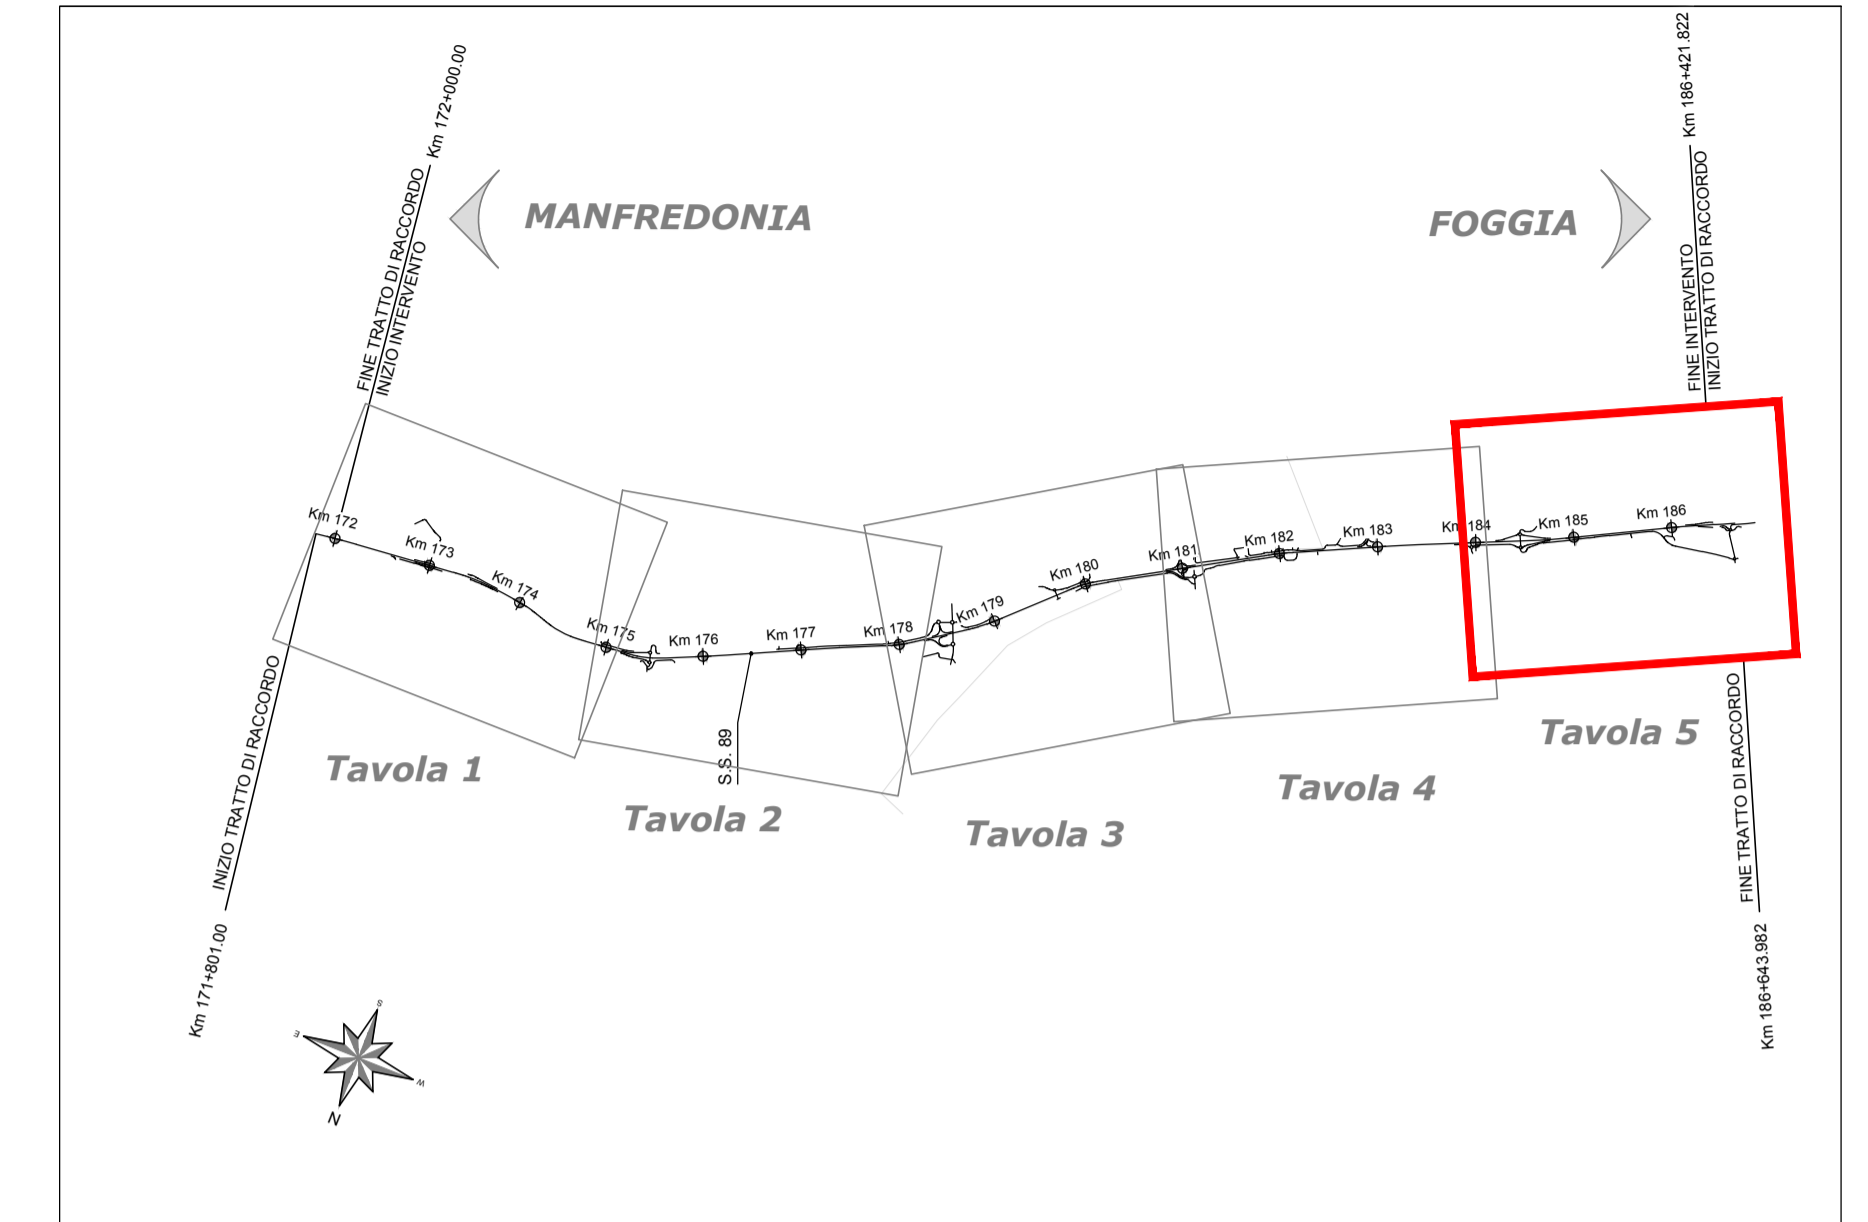 Km 172+000.00
FINE TRATTO DI RACCORDO
INIZIO INTERVENTO
MANFREDONIA
FOGGIA
Km 186+421.822
FINE INTERVENTO
INIZIO TRATTO DI RACCORDO
Km 172
Km 173
Km 174
Km 175
Km 176
Km 177
Km 178
Km 179
Km 180
Km 181
Km 182
Km 183
Km 184
Km 185
Km 186
S.S. 89
Tavola 1
Tavola 2
Tavola 3
Tavola 4
Tavola 5
INIZIO TRATTO DI RACCORDO
Km 171+801.00
FINE TRATTO DI RACCORDO
Km 186+643.982
S
E
W
N